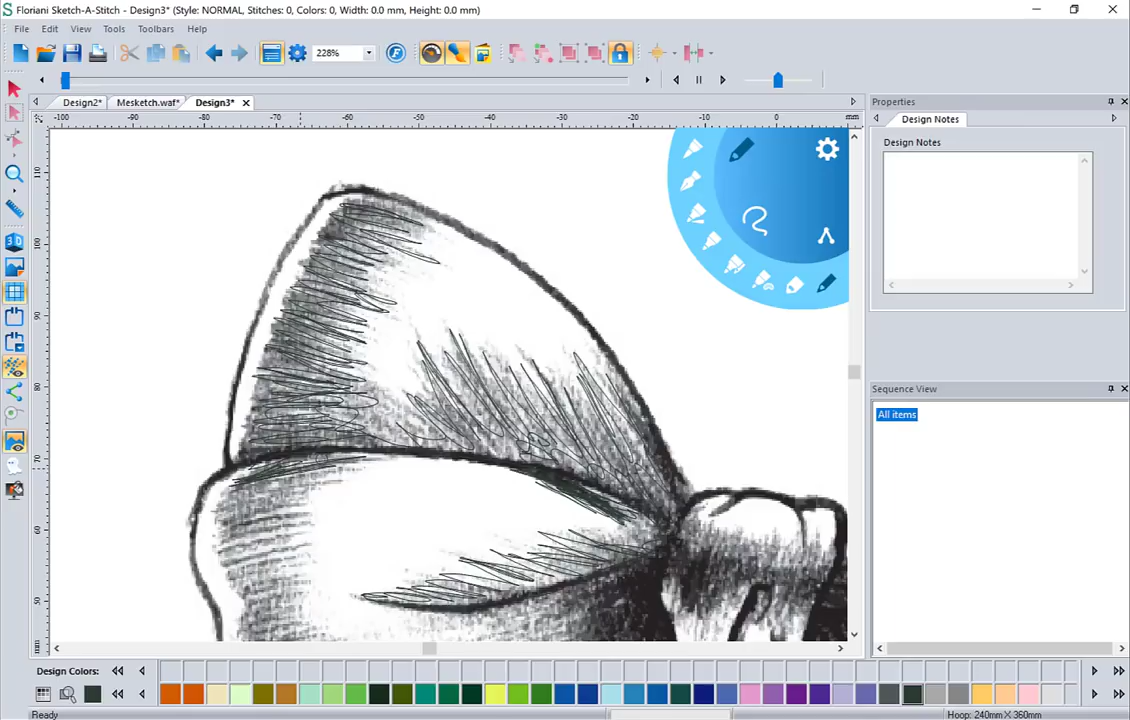 Floriani Sketch-A-Stitch - Design3* (Style: NORMAL, Stitches: 0, Colors: 0, Width: 0.0 mm, Height: 0.0 mm)
File Edit View Tools Toolbars Help
228%
Design2* Mesketch.waf* Design3*
Properties
-100 -90 -80 -70 -60 -50 -40 -30 -20 -10 0 mm
Design Notes
Design Notes
110
100
90
80
70
60
50
mm
3D
Sequence View
All items
Design Colors:
Ready
Hoop: 240mm X 360mm